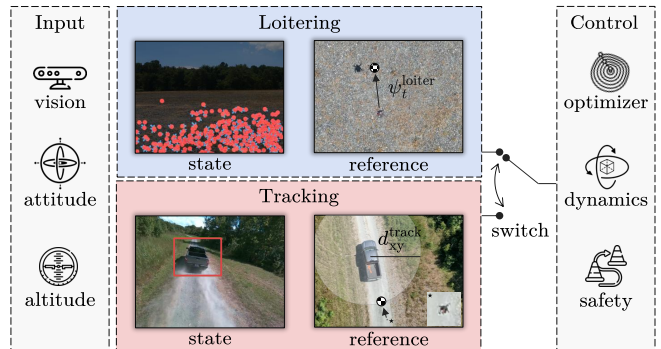 Input
vision
attitude
altitude
Loitering
ψ_t^loiter
state
reference
Tracking
d_xy^track
state
reference
switch
Control
optimizer
dynamics
safety